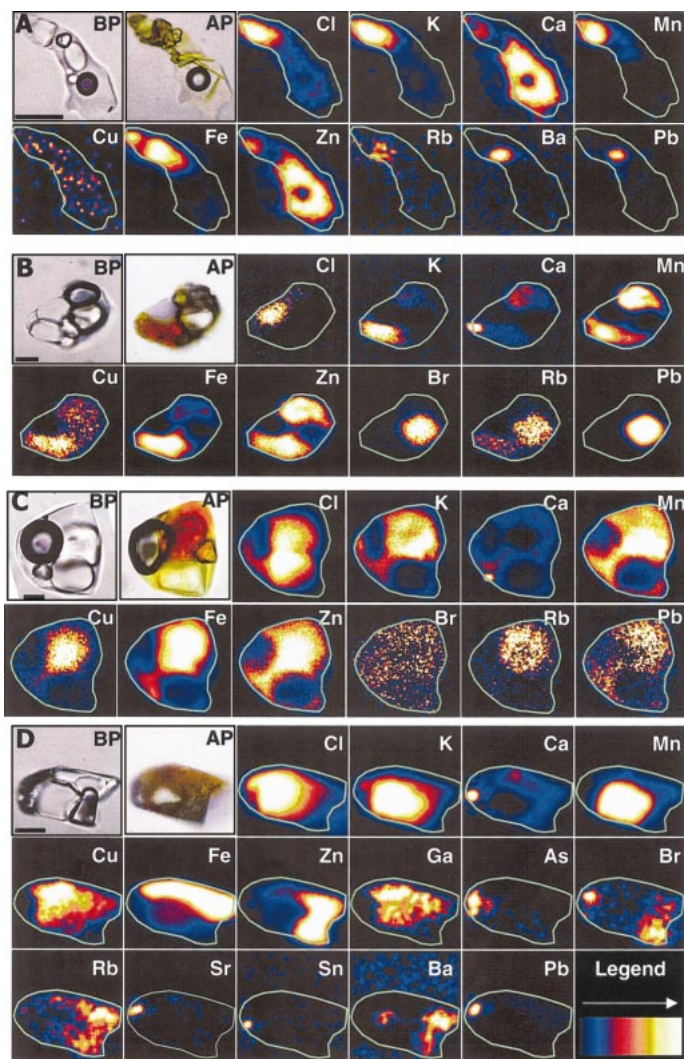 A BP AP Cl K Ca Mn
Cu Fe Zn Rb Ba Pb
B BP AP Cl K Ca Mn
Cu Fe Zn Br Rb Pb
C BP AP Cl K Ca Mn
Cu Fe Zn Br Rb Pb
D BP AP Cl K Ca Mn
Cu Fe Zn Ga As Br
Rb Sr Sn Ba Pb Legend